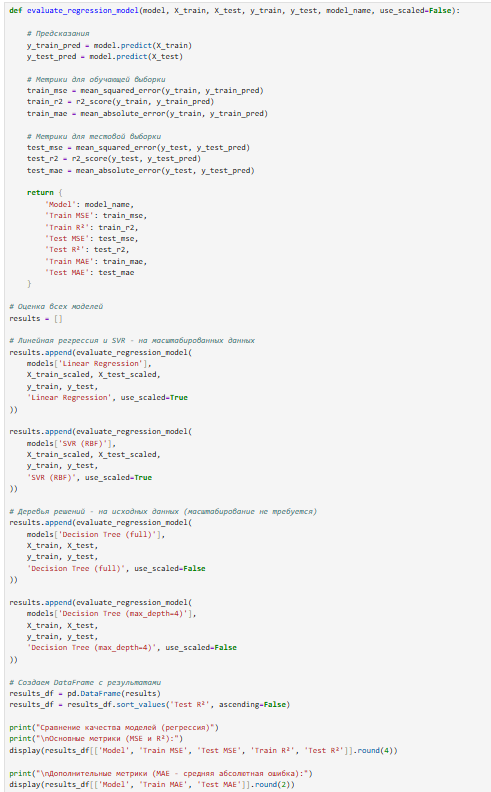 def evaluate_regression_model(model, X_train, X_test, y_train, y_test, model_name, use_scaled=False):
# Предсказания
y_train_pred = model.predict(X_train)
y_test_pred = model.predict(X_test)
# Метрики для обучающей выборки
train_mse = mean_squared_error(y_train, y_train_pred)
train_r2 = r2_score(y_train, y_train_pred)
train_mae = mean_absolute_error(y_train, y_train_pred)
# Метрики для тестовой выборки
test_mse = mean_squared_error(y_test, y_test_pred)
test_r2 = r2_score(y_test, y_test_pred)
test_mae = mean_absolute_error(y_test, y_test_pred)
return {
'Model': model_name,
'Train MSE': train_mse,
'Train R²': train_r2,
'Test MSE': test_mse,
'Test R²': test_r2,
'Train MAE': train_mae,
'Test MAE': test_mae
}
# Оценка всех моделей
results = []
# Линейная регрессия и SVR - на масштабированных данных
results.append(evaluate_regression_model(
models['Linear Regression'],
X_train_scaled, X_test_scaled,
y_train, y_test,
'Linear Regression', use_scaled=True
))
results.append(evaluate_regression_model(
models['SVR (RBF)'],
X_train_scaled, X_test_scaled,
y_train, y_test,
'SVR (RBF)', use_scaled=True
))
# Деревья решений - на исходных данных (масштабирование не требуется)
results.append(evaluate_regression_model(
models['Decision Tree (full)'],
X_train, X_test,
y_train, y_test,
'Decision Tree (full)', use_scaled=False
))
results.append(evaluate_regression_model(
models['Decision Tree (max_depth=4)'],
X_train, X_test,
y_train, y_test,
'Decision Tree (max_depth=4)', use_scaled=False
))
# Создаем DataFrame с результатами
results_df = pd.DataFrame(results)
results_df = results_df.sort_values('Test R²', ascending=False)
print("Сравнение качества моделей (регрессия)")
print("\nОсновные метрики (MSE и R²):")
display(results_df[['Model', 'Train MSE', 'Test MSE', 'Train R²', 'Test R²']].round(4))
print("\nДополнительные метрики (MAE - средняя абсолютная ошибка):")
display(results_df[['Model', 'Train MAE', 'Test MAE']].round(2))